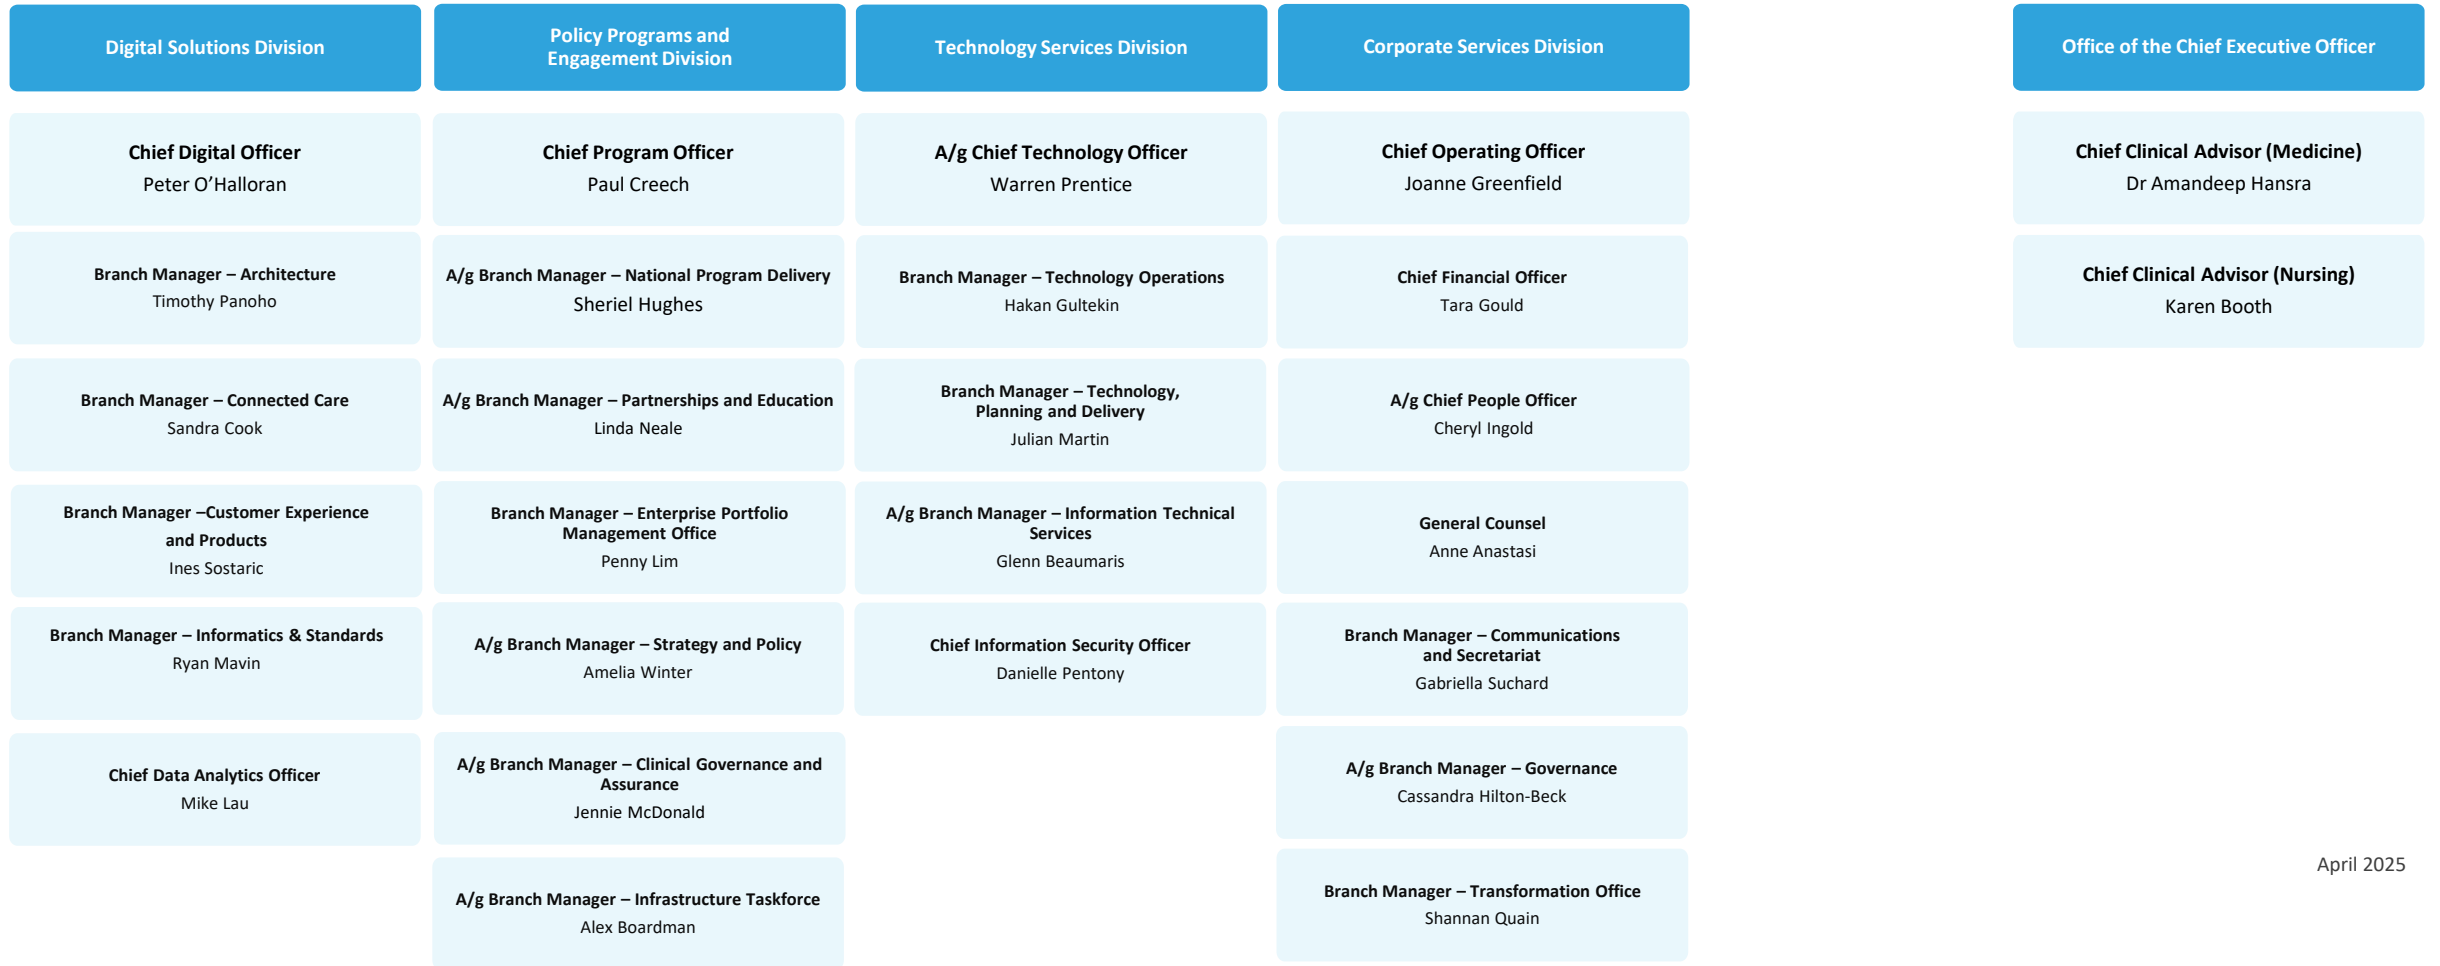 Digital Solutions Division
Chief Digital Officer
Peter O’Halloran
Branch Manager – Architecture
Timothy Panoho
Branch Manager – Connected Care
Sandra Cook
Branch Manager –Customer Experience
and Products
Ines Sostaric
Branch Manager – Informatics & Standards
Ryan Mavin
Chief Data Analytics Officer
Mike Lau
Policy Programs and
Engagement Division
Chief Program Officer
Paul Creech
A/g Branch Manager – National Program Delivery
Sheriel Hughes
A/g Branch Manager – Partnerships and Education
Linda Neale
Branch Manager – Enterprise Portfolio
Management Office
Penny Lim
A/g Branch Manager – Strategy and Policy
Amelia Winter
A/g Branch Manager – Clinical Governance and
Assurance
Jennie McDonald
A/g Branch Manager – Infrastructure Taskforce
Alex Boardman
Technology Services Division
A/g Chief Technology Officer
Warren Prentice
Branch Manager – Technology Operations
Hakan Gultekin
Branch Manager – Technology,
Planning and Delivery
Julian Martin
A/g Branch Manager – Information Technical
Services
Glenn Beaumaris
Chief Information Security Officer
Danielle Pentony
Corporate Services Division
Chief Operating Officer
Joanne Greenfield
Chief Financial Officer
Tara Gould
A/g Chief People Officer
Cheryl Ingold
General Counsel
Anne Anastasi
Branch Manager – Communications
and Secretariat
Gabriella Suchard
A/g Branch Manager – Governance
Cassandra Hilton-Beck
Branch Manager – Transformation Office
Shannan Quain
Office of the Chief Executive Officer
Chief Clinical Advisor (Medicine)
Dr Amandeep Hansra
Chief Clinical Advisor (Nursing)
Karen Booth
April 2025